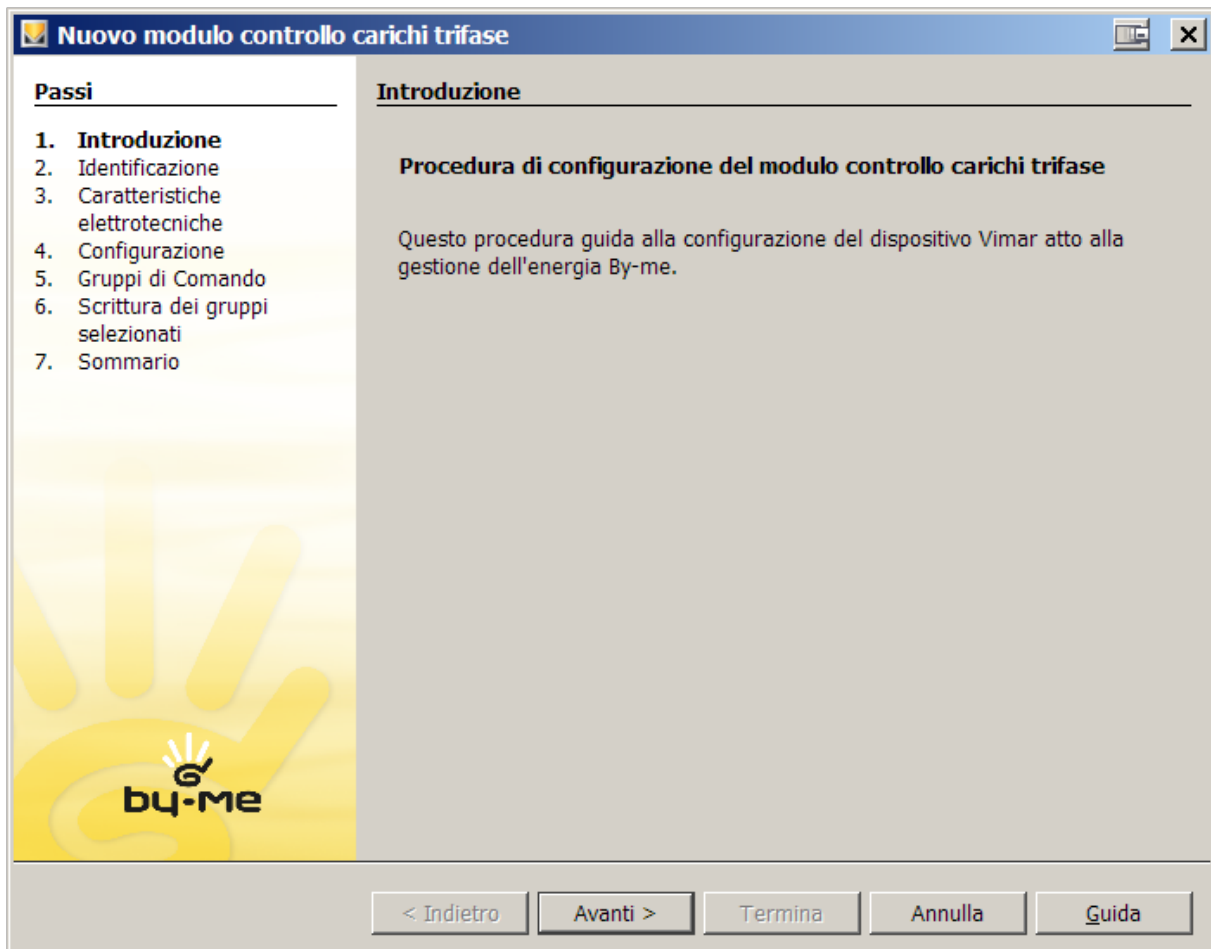 Nuovo modulo controllo carichi trifase
Passi
1. Introduzione
2. Identificazione
3. Caratteristiche
elettrotecniche
4. Configurazione
5. Gruppi di Comando
6. Scrittura dei gruppi
selezionati
7. Sommario
by-me
Introduzione
Procedura di configurazione del modulo controllo carichi trifase
Questo procedura guida alla configurazione del dispositivo Vimar atto alla
gestione dell'energia By-me.
< Indietro
Avanti >
Termina
Annulla
Guida